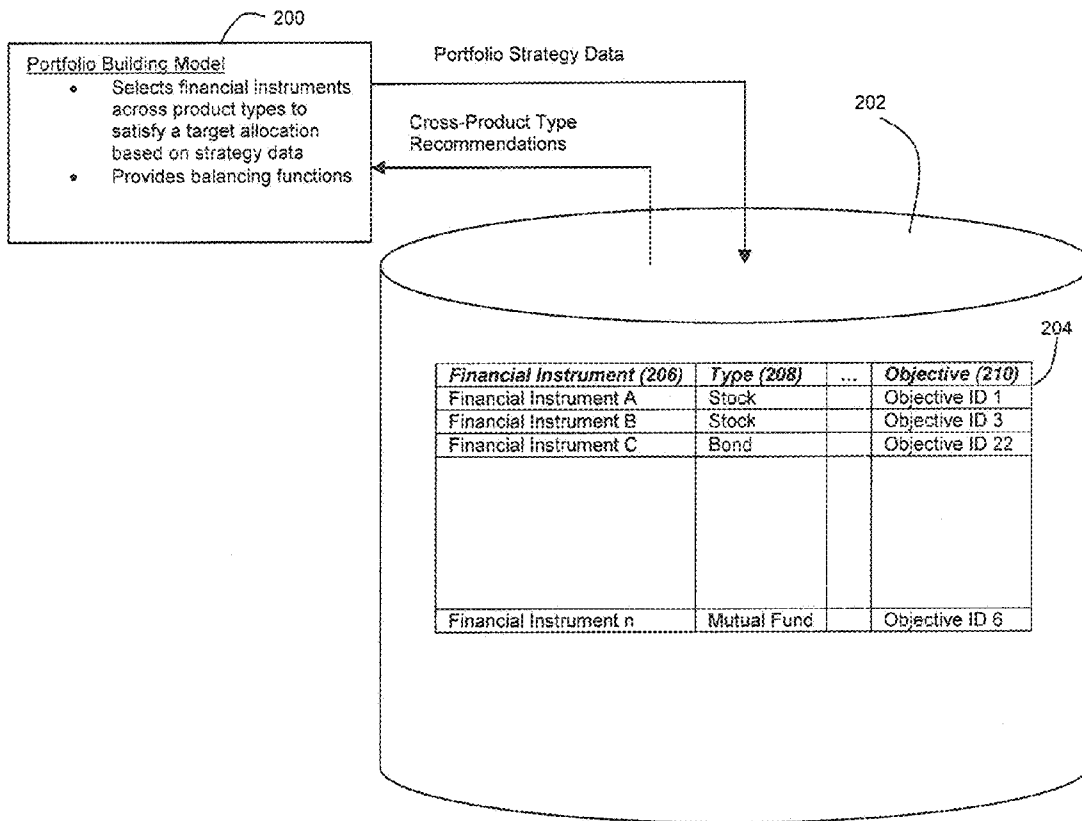 200
Portfolio Building Model
• Selects financial instruments
across product types to
satisfy a target allocation
based on strategy data
• Provides balancing functions
Portfolio Strategy Data
Cross-Product Type
Recommendations
202
204
Financial Instrument (206) Type (208) ... Objective (210)
Financial Instrument A Stock Objective ID 1
Financial Instrument B Stock Objective ID 3
Financial Instrument C Bond Objective ID 22
Financial Instrument n Mutual Fund Objective ID 6